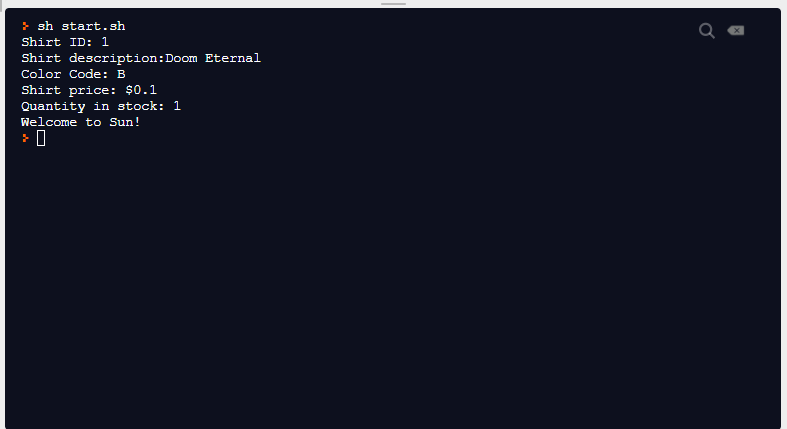 > sh start.sh
Shirt ID: 1
Shirt description:Doom Eternal
Color Code: B
Shirt price: $0.1
Quantity in stock: 1
Welcome to Sun!
>